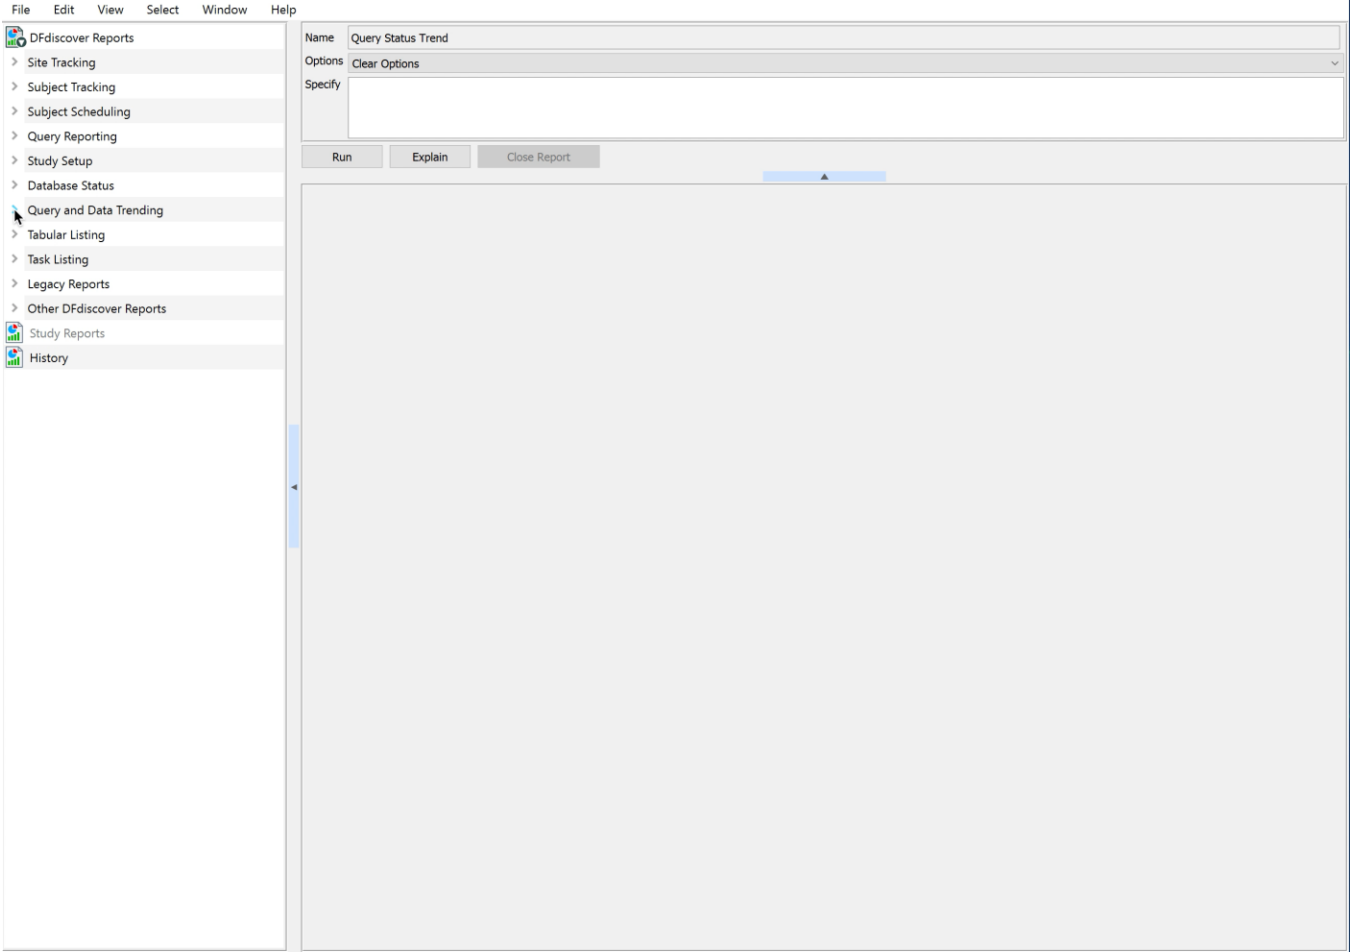 File Edit View Select Window Help
DFdiscover Reports
Site Tracking
Subject Tracking
Subject Scheduling
Query Reporting
Study Setup
Database Status
Query and Data Trending
Tabular Listing
Task Listing
Legacy Reports
Other DFdiscover Reports
Study Reports
History
Name Query Status Trend
Options Clear Options
Specify
Run Explain Close Report